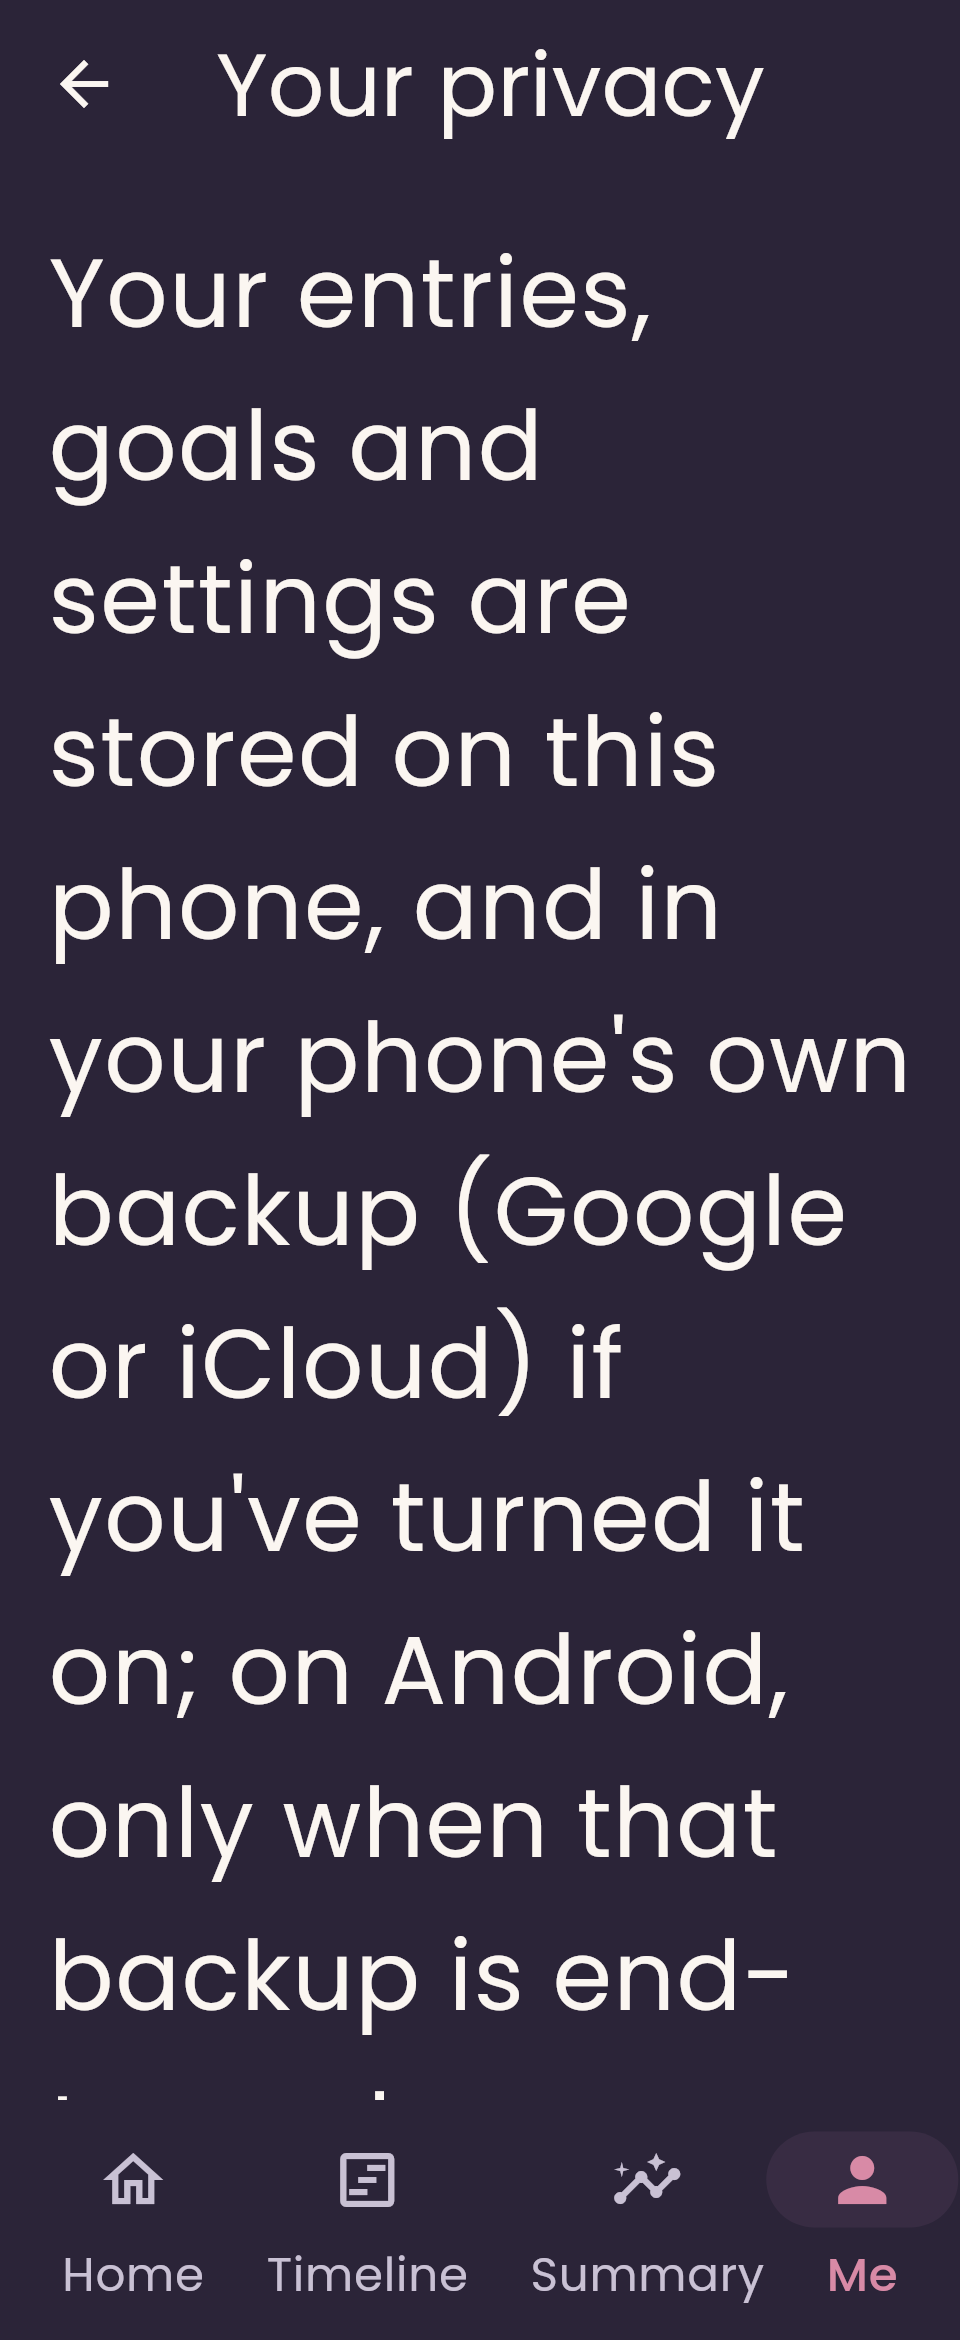 Your privacy
Your entries,
goals and
settings are
stored on this
phone, and in
your phone's own
backup (Google
or iCloud) if
you've turned it
on; on Android,
only when that
backup is end-
Home
Timeline
Summary
Me